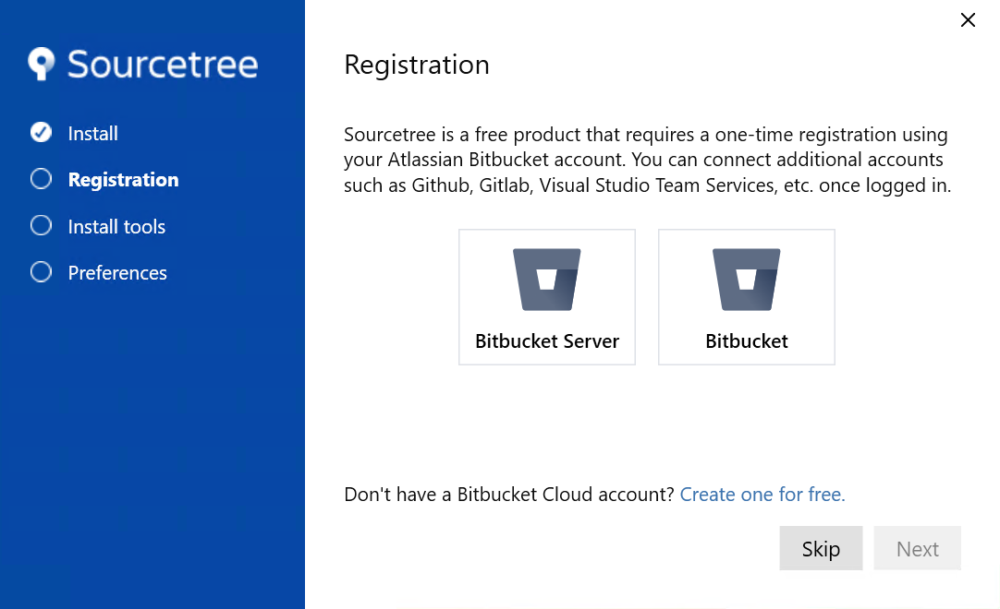 Sourcetree
Install
Registration
Install tools
Preferences
Registration
Sourcetree is a free product that requires a one-time registration using
your Atlassian Bitbucket account. You can connect additional accounts
such as Github, Gitlab, Visual Studio Team Services, etc. once logged in.
Bitbucket Server
Bitbucket
Don't have a Bitbucket Cloud account? Create one for free.
Skip
Next